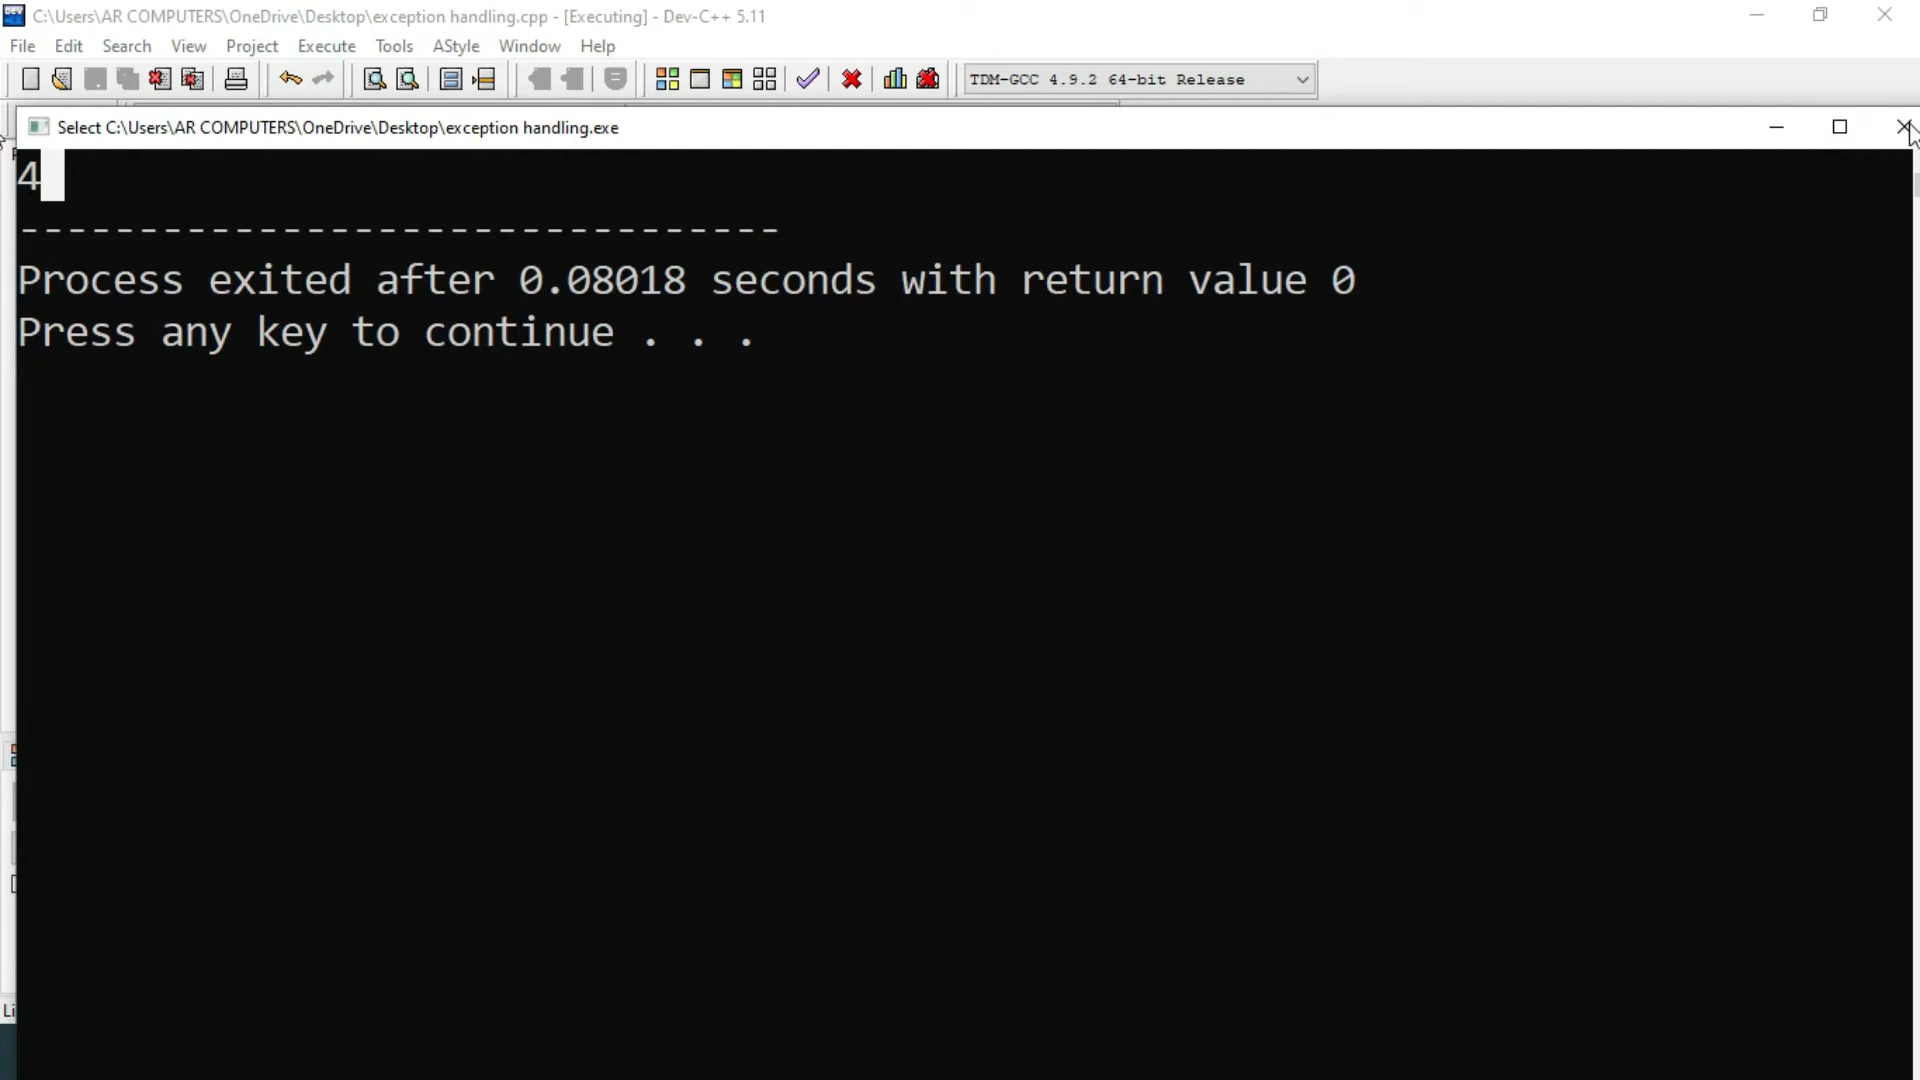 C:\Users\AR COMPUTERS\OneDrive\Desktop\exception handling.cpp - [Executing] - Dev-C++ 5.11
File Edit Search View Project Execute Tools AStyle Window Help
TDM-GCC 4.9.2 64-bit Release
Select C:\Users\AR COMPUTERS\OneDrive\Desktop\exception handling.exe
4
--------------------------------
Process exited after 0.08018 seconds with return value 0
Press any key to continue . . .
Li